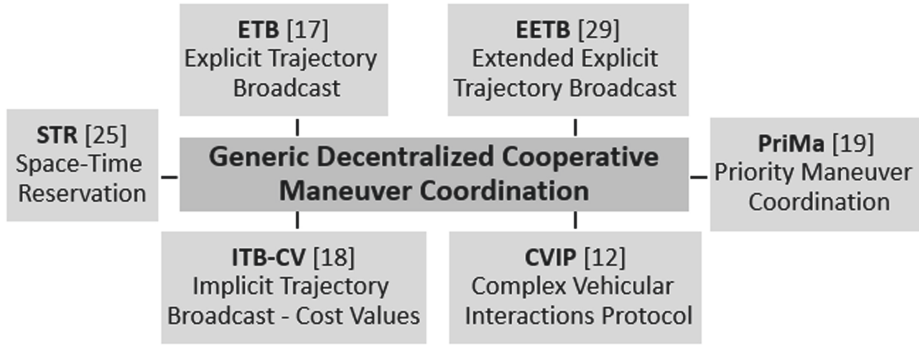 ETB [17]
Explicit Trajectory
Broadcast
EETB [29]
Extended Explicit
Trajectory Broadcast
STR [25]
Space-Time
Reservation
Generic Decentralized Cooperative
Maneuver Coordination
PriMa [19]
Priority Maneuver
Coordination
ITB-CV [18]
Implicit Trajectory
Broadcast - Cost Values
CVIP [12]
Complex Vehicular
Interactions Protocol